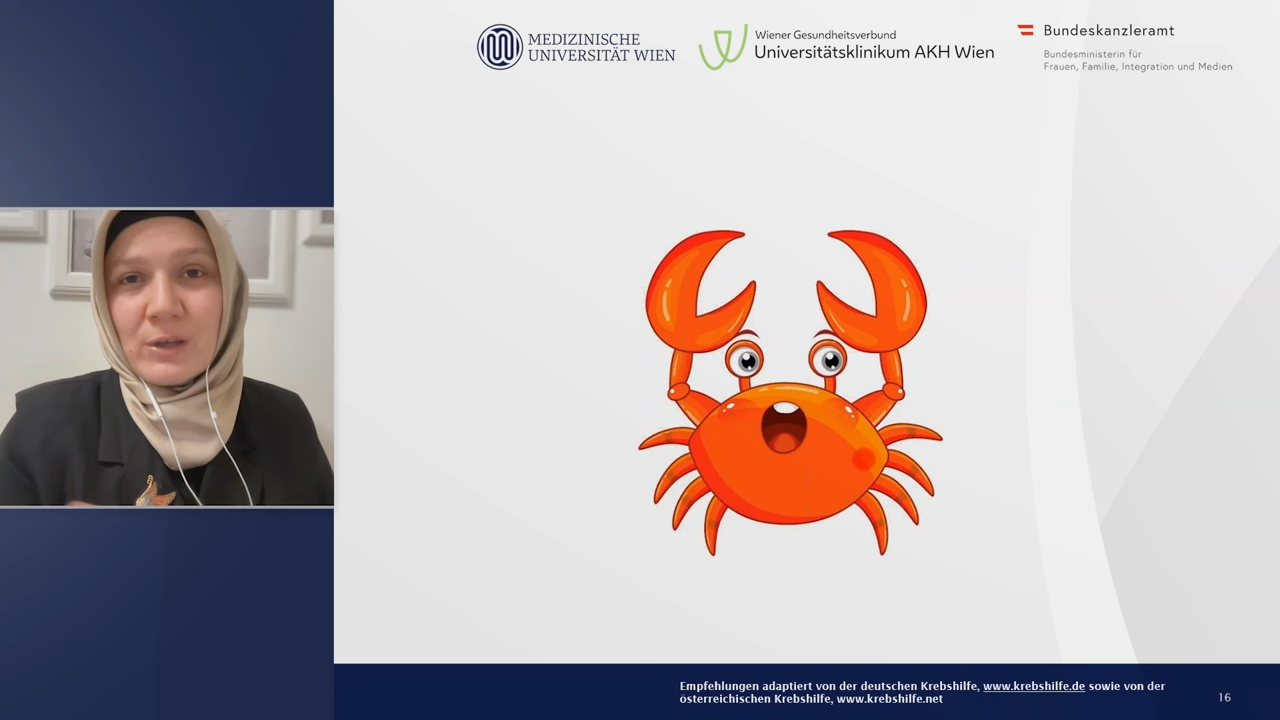 MEDIZINISCHE
UNIVERSITÄT WIEN
Wiener Gesundheitsverbund
Universitätsklinikum AKH Wien
Bundeskanzleramt
Bundesministerin für
Frauen, Familie, Integration und Medien
Empfehlungen adaptiert von der deutschen Krebshilfe, www.krebshilfe.de sowie von der
österreichischen Krebshilfe, www.krebshilfe.net
16